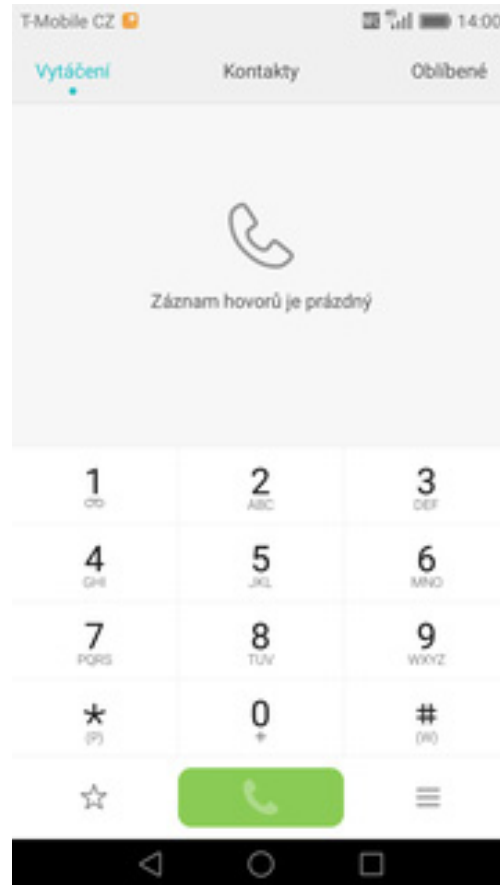 T-Mobile CZ 14:00
Vytáčení Kontakty Oblíbené
Záznam hovorů je prázdný
1 2 3
ABC DEF
4 5 6
GHI JKL MNO
7 8 9
PQRS TUV WXYZ
* 0 #
(P) + (W)